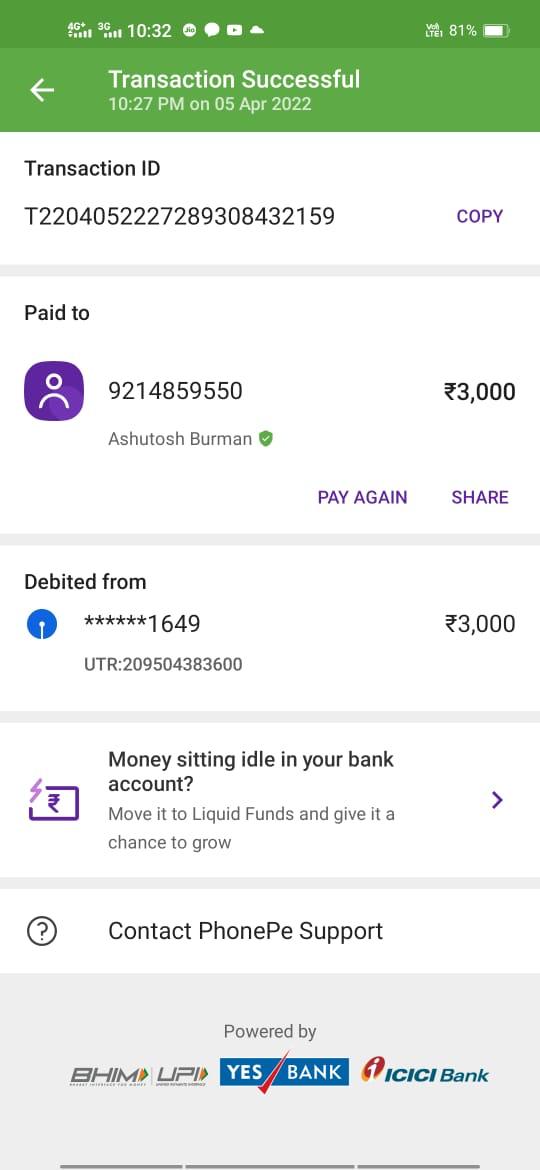 4G+ 3G 10:32 Jio VoLTE1 81%
Transaction Successful
10:27 PM on 05 Apr 2022
Transaction ID
T2204052227289308432159 COPY
Paid to
9214859550 ₹3,000
Ashutosh Burman
PAY AGAIN SHARE
Debited from
******1649 ₹3,000
UTR:209504383600
Money sitting idle in your bank
account?
₹
Move it to Liquid Funds and give it a
chance to grow
? Contact PhonePe Support
Powered by
BHIM UPI YES BANK ICICI Bank